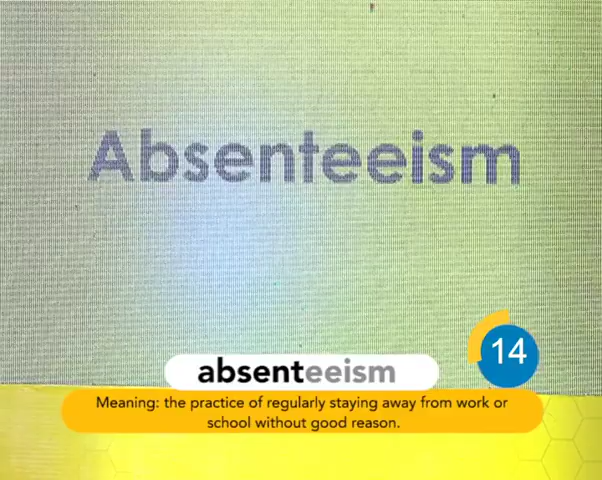 Absenteeism
14
absenteeism
Meaning: the practice of regularly staying away from work or
school without good reason.